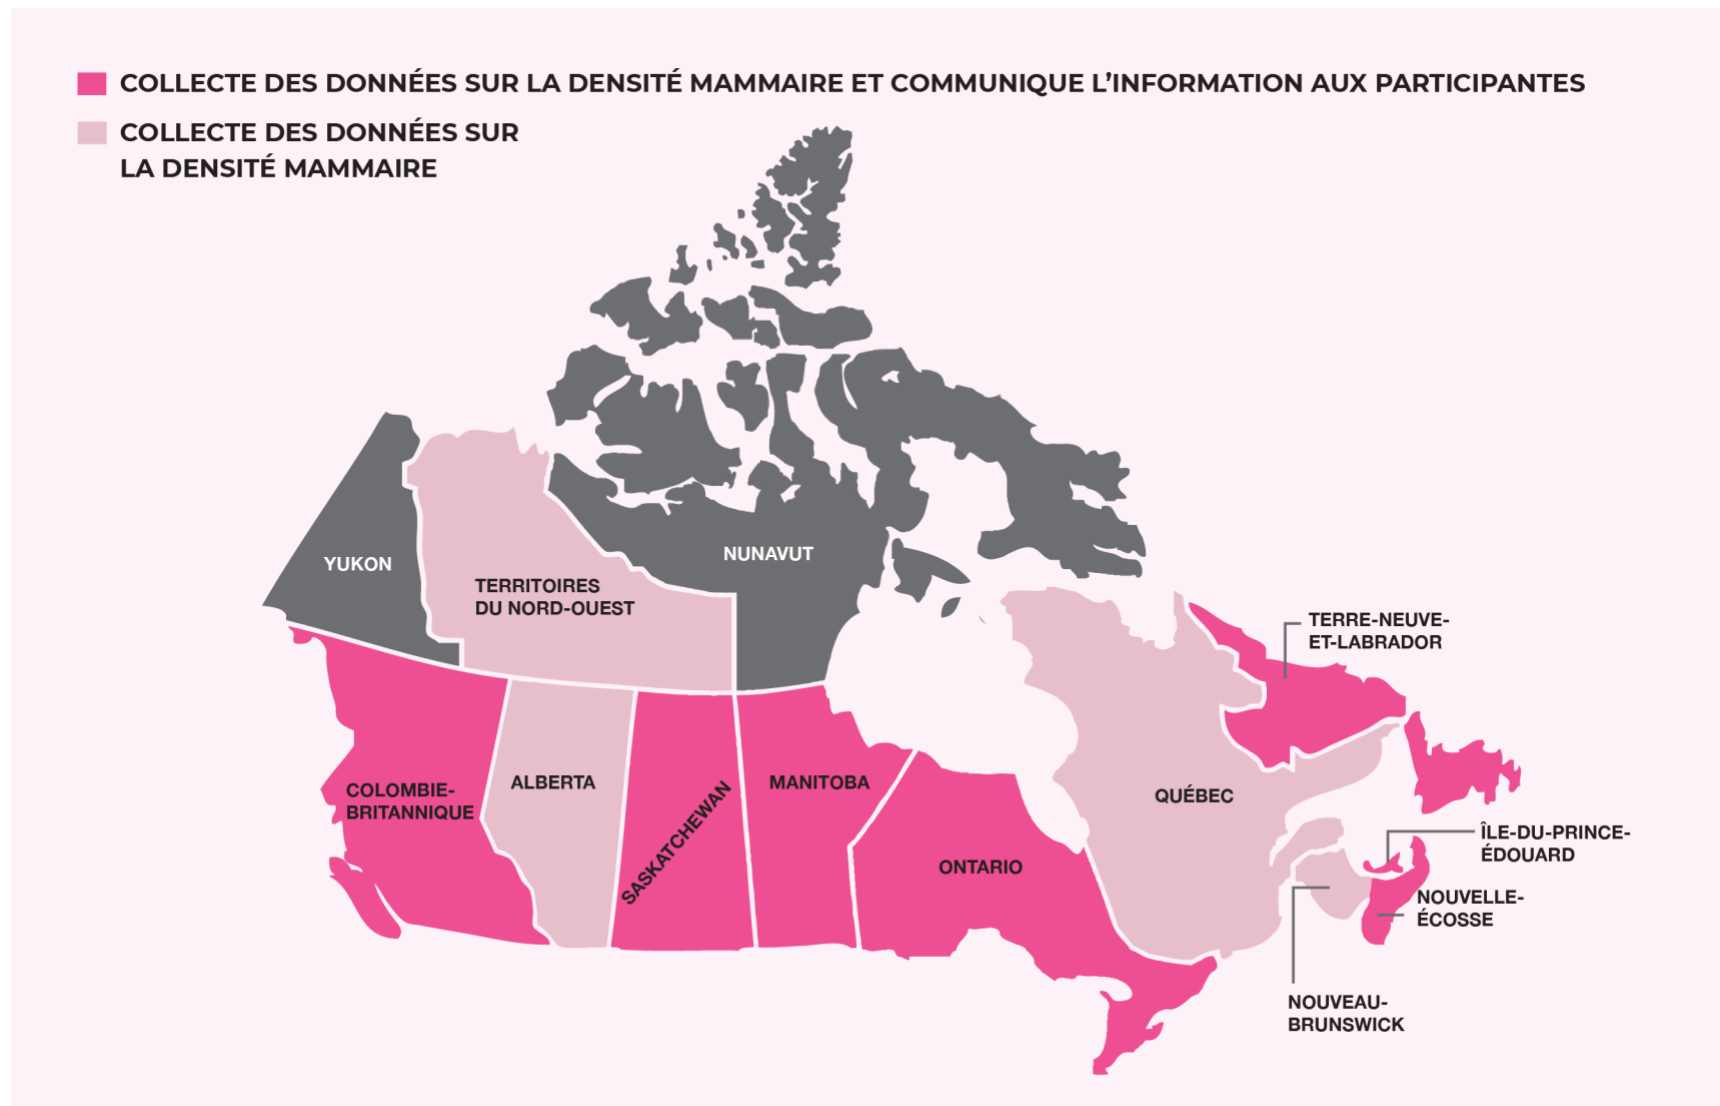 COLLECTE DES DONNÉES SUR LA DENSITÉ MAMMAIRE ET COMMUNIQUE L'INFORMATION AUX PARTICIPANTES
COLLECTE DES DONNÉES SUR
LA DENSITÉ MAMMAIRE
YUKON
TERRITOIRES
DU NORD-OUEST
NUNAVUT
TERRE-NEUVE-
ET-LABRADOR
COLOMBIE-
BRITANNIQUE
ALBERTA
SASKATCHEWAN
MANITOBA
ONTARIO
QUÉBEC
ÎLE-DU-PRINCE-
ÉDOUARD
NOUVELLE-
ÉCOSSE
NOUVEAU-
BRUNSWICK